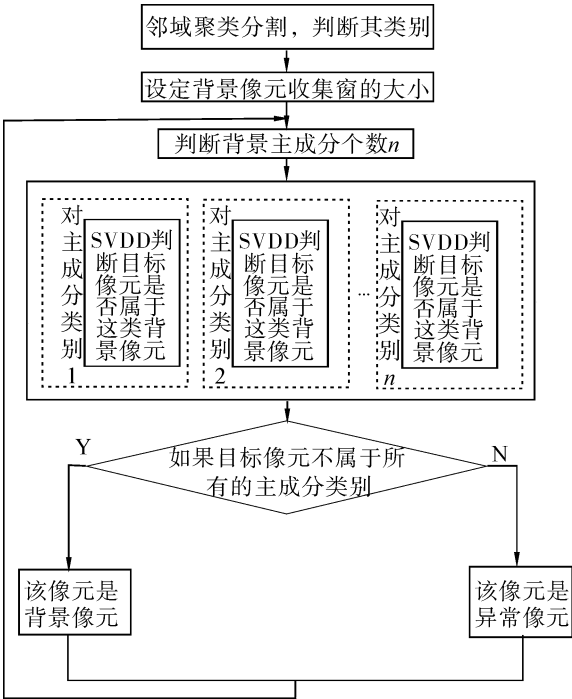 邻域聚类分割，判断其类别
设定背景像元收集窗的大小
判断背景主成分个数n
对主成分类别1
SVDD判
断目标
像元是
否属于
这类背
景像元
对主成分类别2
SVDD判
断目标
像元是
否属于
这类背
景像元
...
对主成分类别n
SVDD判
断目标
像元是
否属于
这类背
景像元
如果目标像元不属于所
有的主成分类别
Y
N
该像元是
背景像元
该像元是
异常像元